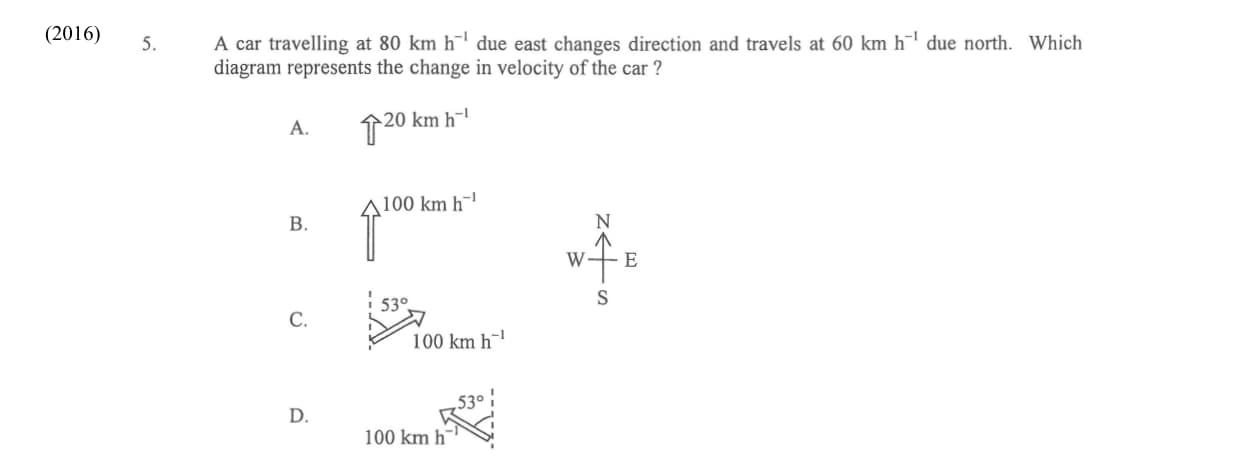 (2016)
5. A car travelling at 80 km h⁻¹ due east changes direction and travels at 60 km h⁻¹ due north. Which
diagram represents the change in velocity of the car ?
A. 20 km h⁻¹
B. 100 km h⁻¹
N
W E
S
C. 53°
100 km h⁻¹
D. 53°
100 km h⁻¹